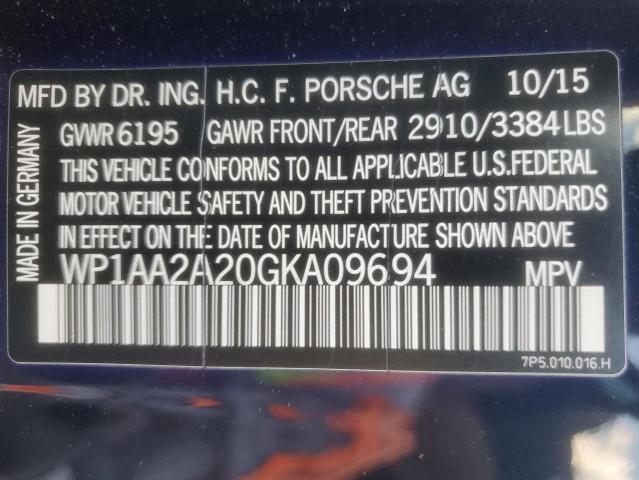 MFD BY DR. ING. H.C. F. PORSCHE AG 10/15
GVWR 6195 GAWR FRONT/REAR 2910/3384LBS
THIS VEHICLE CONFORMS TO ALL APPLICABLE U.S.FEDERAL
MOTOR VEHICLE SAFETY AND THEFT PREVENTION STANDARDS
IN EFFECT ON THE DATE OF MANUFACTURE SHOWN ABOVE
WP1AA2A20GKA09694 MPV
MADE IN GERMANY
7P5.010.016.H